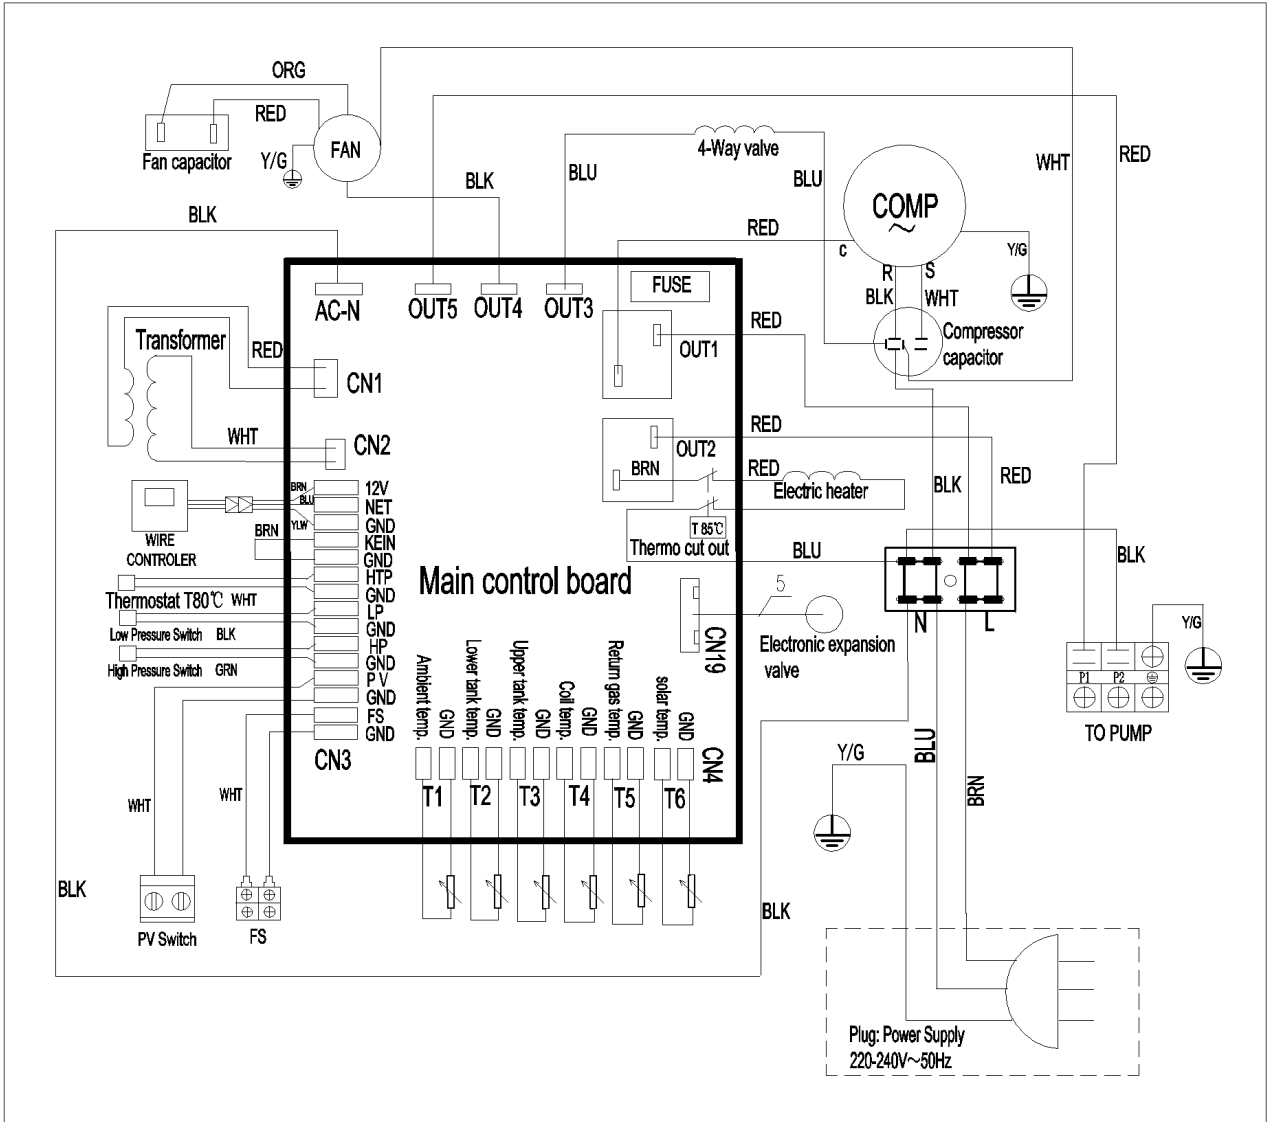 ORG
RED
Fan capacitor
Y/G
FAN
BLK
BLK
BLU
4-Way valve
BLU
WHT
RED
COMP
RED
C
R
S
Y/G
BLK
WHT
Compressor
capacitor
AC-N
OUT5
OUT4
OUT3
FUSE
RED
OUT1
Transformer
RED
CN1
WHT
CN2
RED
OUT2
BRN
RED
Electric heater
BLK
RED
T 85℃
Thermo cut out
BLU
BLK
BRN
BLU
YLW
12V
NET
GND
KEIN
GND
HTP
GND
LP
GND
HP
GND
PV
GND
FS
GND
CN3
WIRE
CONTROLER
BRN
Thermostat T80℃ WHT
Low Pressure Switch BLK
High Pressure Switch GRN
Main control board
CN19
5
Electronic expansion
valve
N
L
Y/G
P1
P2
TO PUMP
Ambient temp.
GND
Lower tank temp.
GND
Upper tank temp.
GND
Coil temp.
GND
Return gas temp.
GND
solar temp.
GND
CN4
T1
T2
T3
T4
T5
T6
WHT
WHT
PV Switch
FS
BLK
BLK
Y/G
BLU
BRN
Plug: Power Supply
220-240V～50Hz